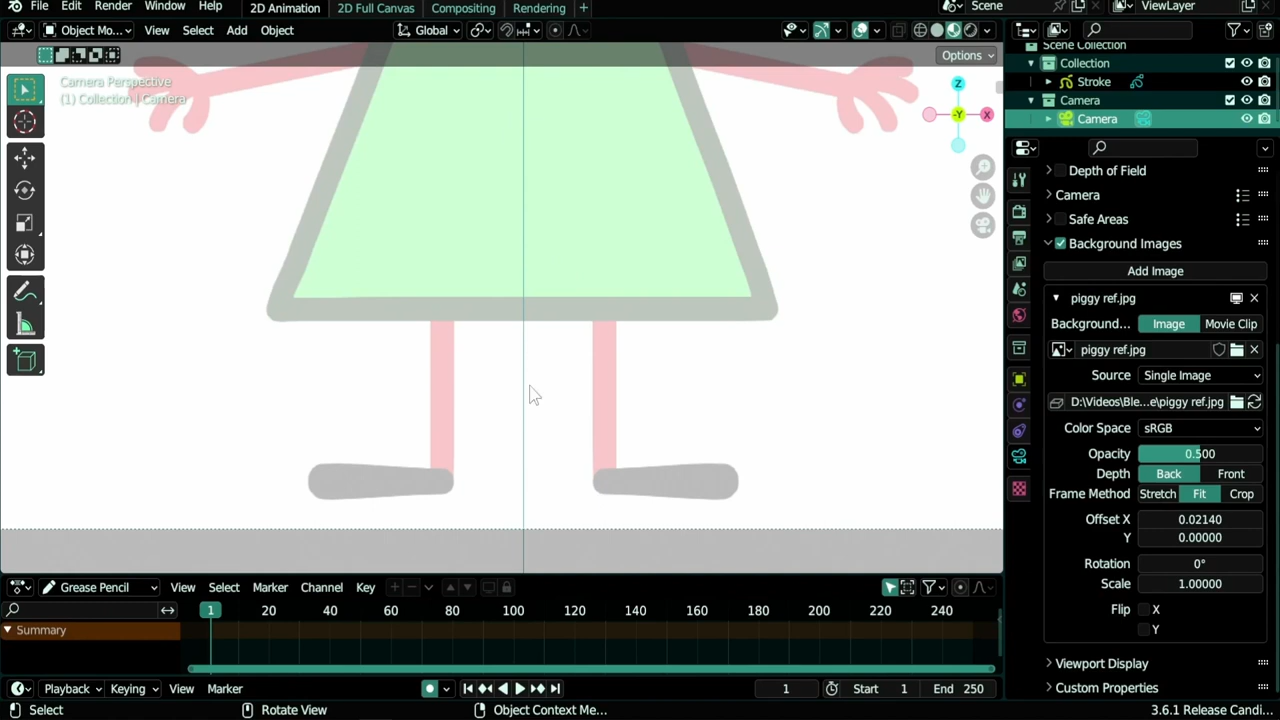 File Edit Render Window Help 2D Animation 2D Full Canvas Compositing Rendering + Scene ViewLayer
Object Mo... View Select Add Object Global
Options
Camera Perspective
(1) Collection | Camera
Z
-Y X
Scene Collection
Collection
Stroke
Camera
Camera
Depth of Field
Camera
Safe Areas
Background Images
Add Image
piggy ref.jpg
Background... Image Movie Clip
piggy ref.jpg
Source Single Image
D:\Videos\Ble...e\piggy ref.jpg
Color Space sRGB
Opacity 0.500
Depth Back Front
Frame Method Stretch Fit Crop
Offset X 0.02140
Y 0.00000
Rotation 0°
Scale 1.00000
Flip X
Y
Viewport Display
Custom Properties
Grease Pencil View Select Marker Channel Key
1 20 40 60 80 100 120 140 160 180 200 220 240
Summary
Playback Keying View Marker 1 Start 1 End 250
Select Rotate View Object Context Me... 3.6.1 Release Candi...